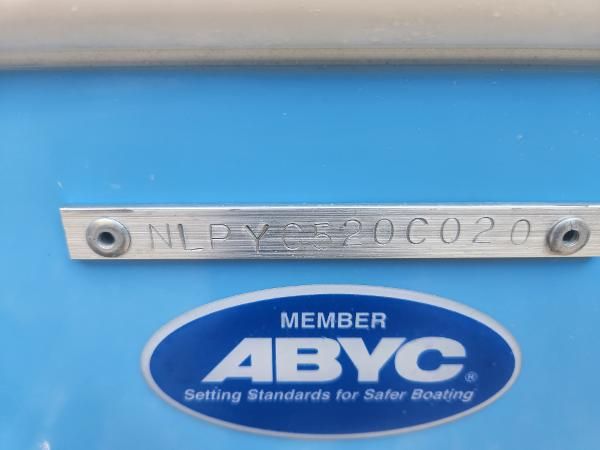 NLPYC520C020
MEMBER
ABYC®
Setting Standards for Safer Boating